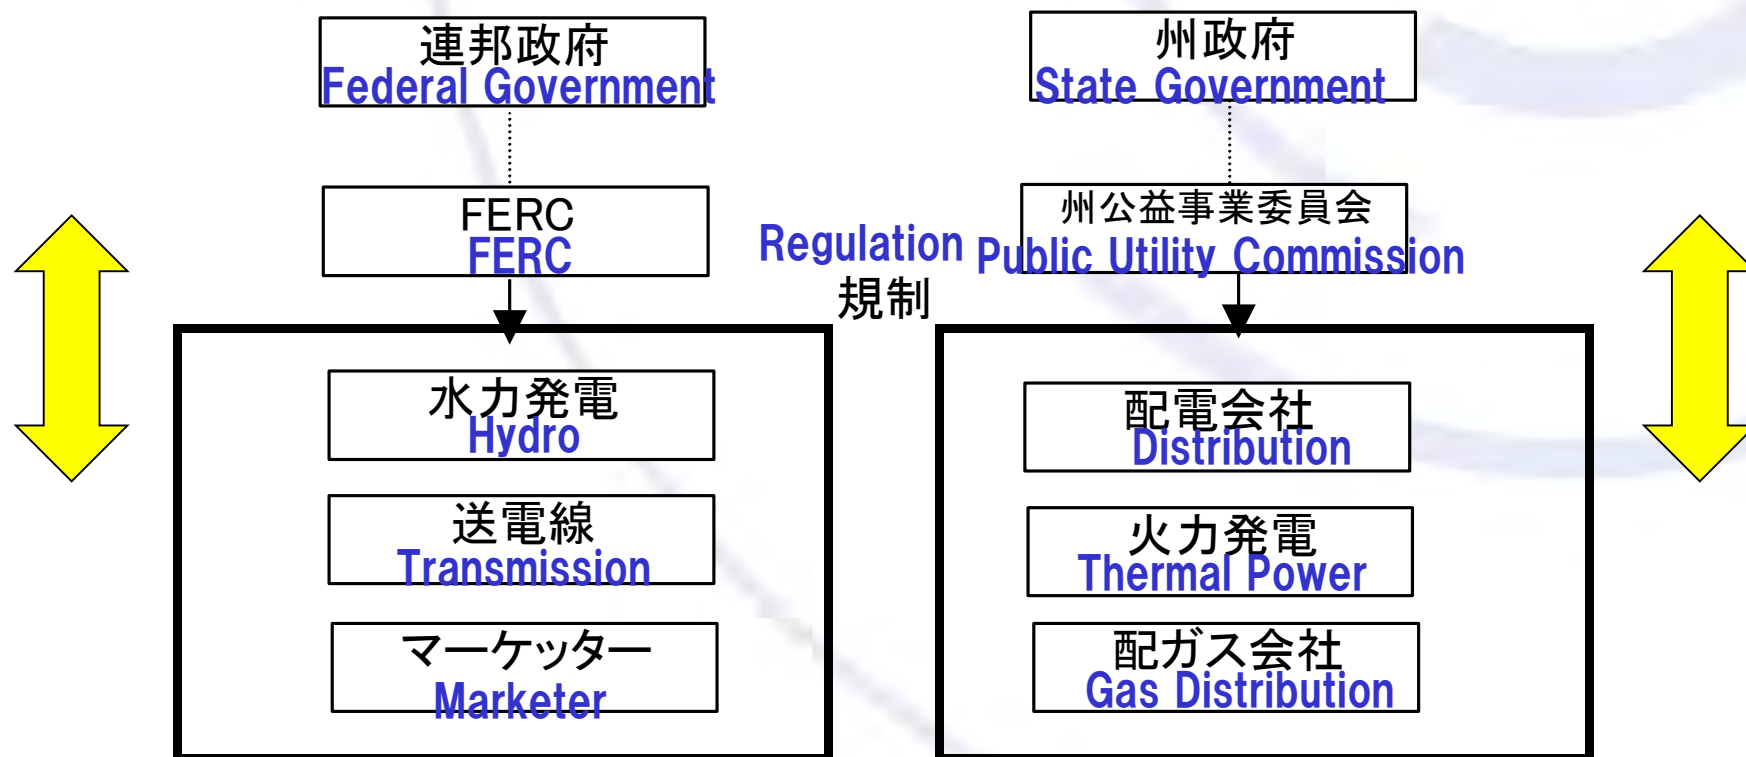 連邦政府
Federal Government
州政府
State Government
FERC
FERC
Regulation
規制
州公益事業委員会
Public Utility Commission
水力発電
Hydro
送電線
Transmission
マーケッター
Marketer
配電会社
Distribution
火力発電
Thermal Power
配ガス会社
Gas Distribution